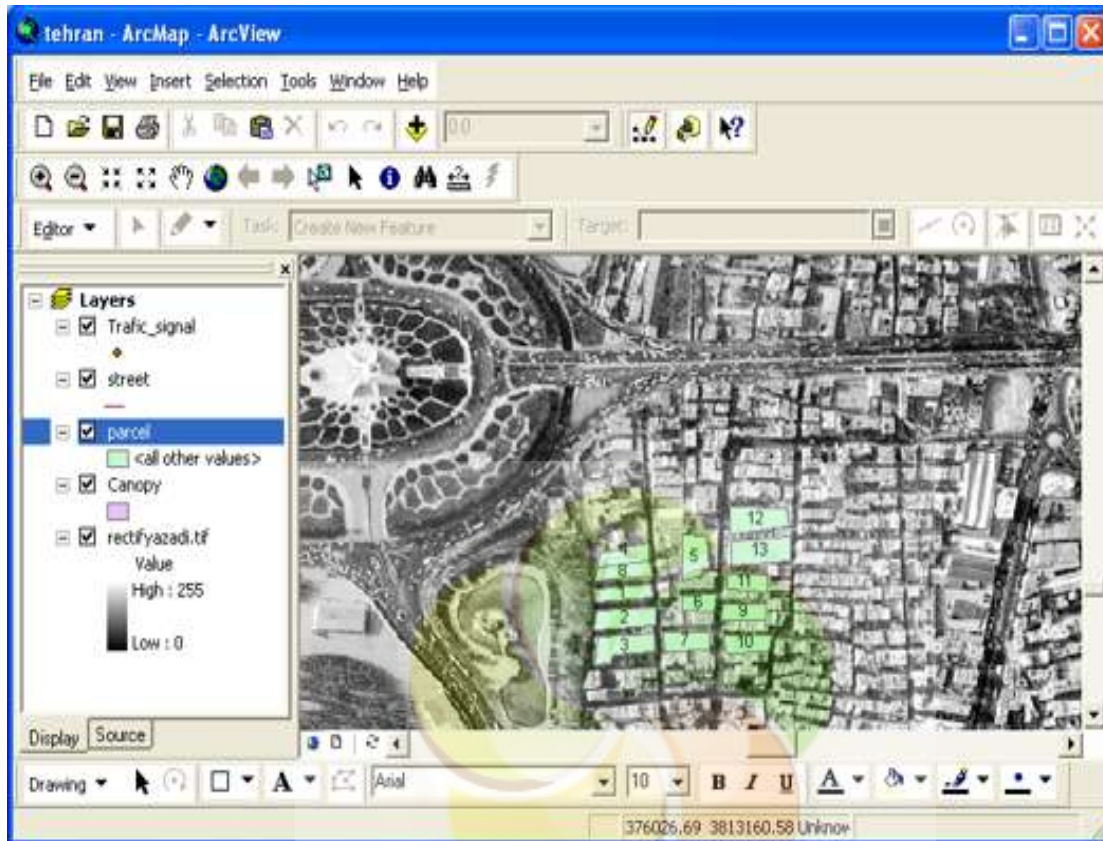 tehran - ArcMap - ArcView
File Edit View Insert Selection Tools Window Help
0.0
Editor Task: Create New Feature Target:
Layers
Trafic_signal
street
parcel
<all other values>
Canopy
rectifyazadi.tif
Value
High : 255
Low : 0
12
13
4
5
8
11
1
6
9
2
3
7
10
Display Source
Drawing A Arial 10 B I U A
376026.69 3813160.58 Unknow